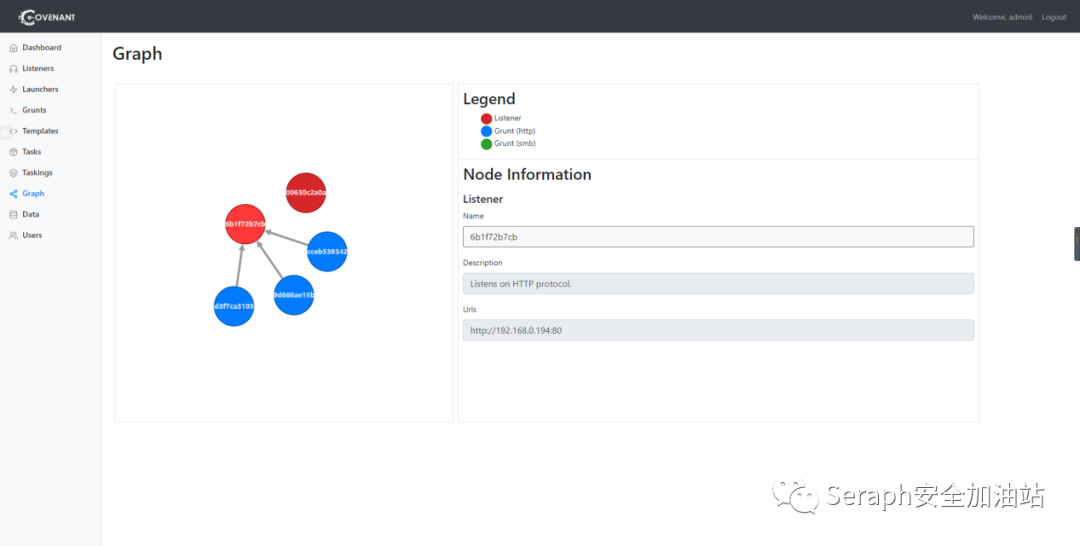 COVENANT
Welcome, admin! Logout
Dashboard
Listeners
Launchers
Grunts
Templates
Tasks
Taskings
Graph
Data
Users
Graph
00630c2a0a
6b1f72b7cb
cceb539342
9d668ae18b
d3f7ca3105
Legend
Listener
Grunt (http)
Grunt (smb)
Node Information
Listener
Name
6b1f72b7cb
Description
Listens on HTTP protocol.
Urls
http://192.168.0.194:80
Seraph安全加油站